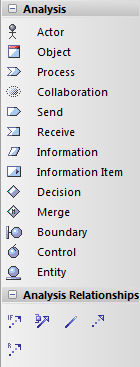 Analysis
Actor
Object
Process
Collaboration
Send
Receive
Information
Information Item
Decision
Merge
Boundary
Control
Entity
Analysis Relationships